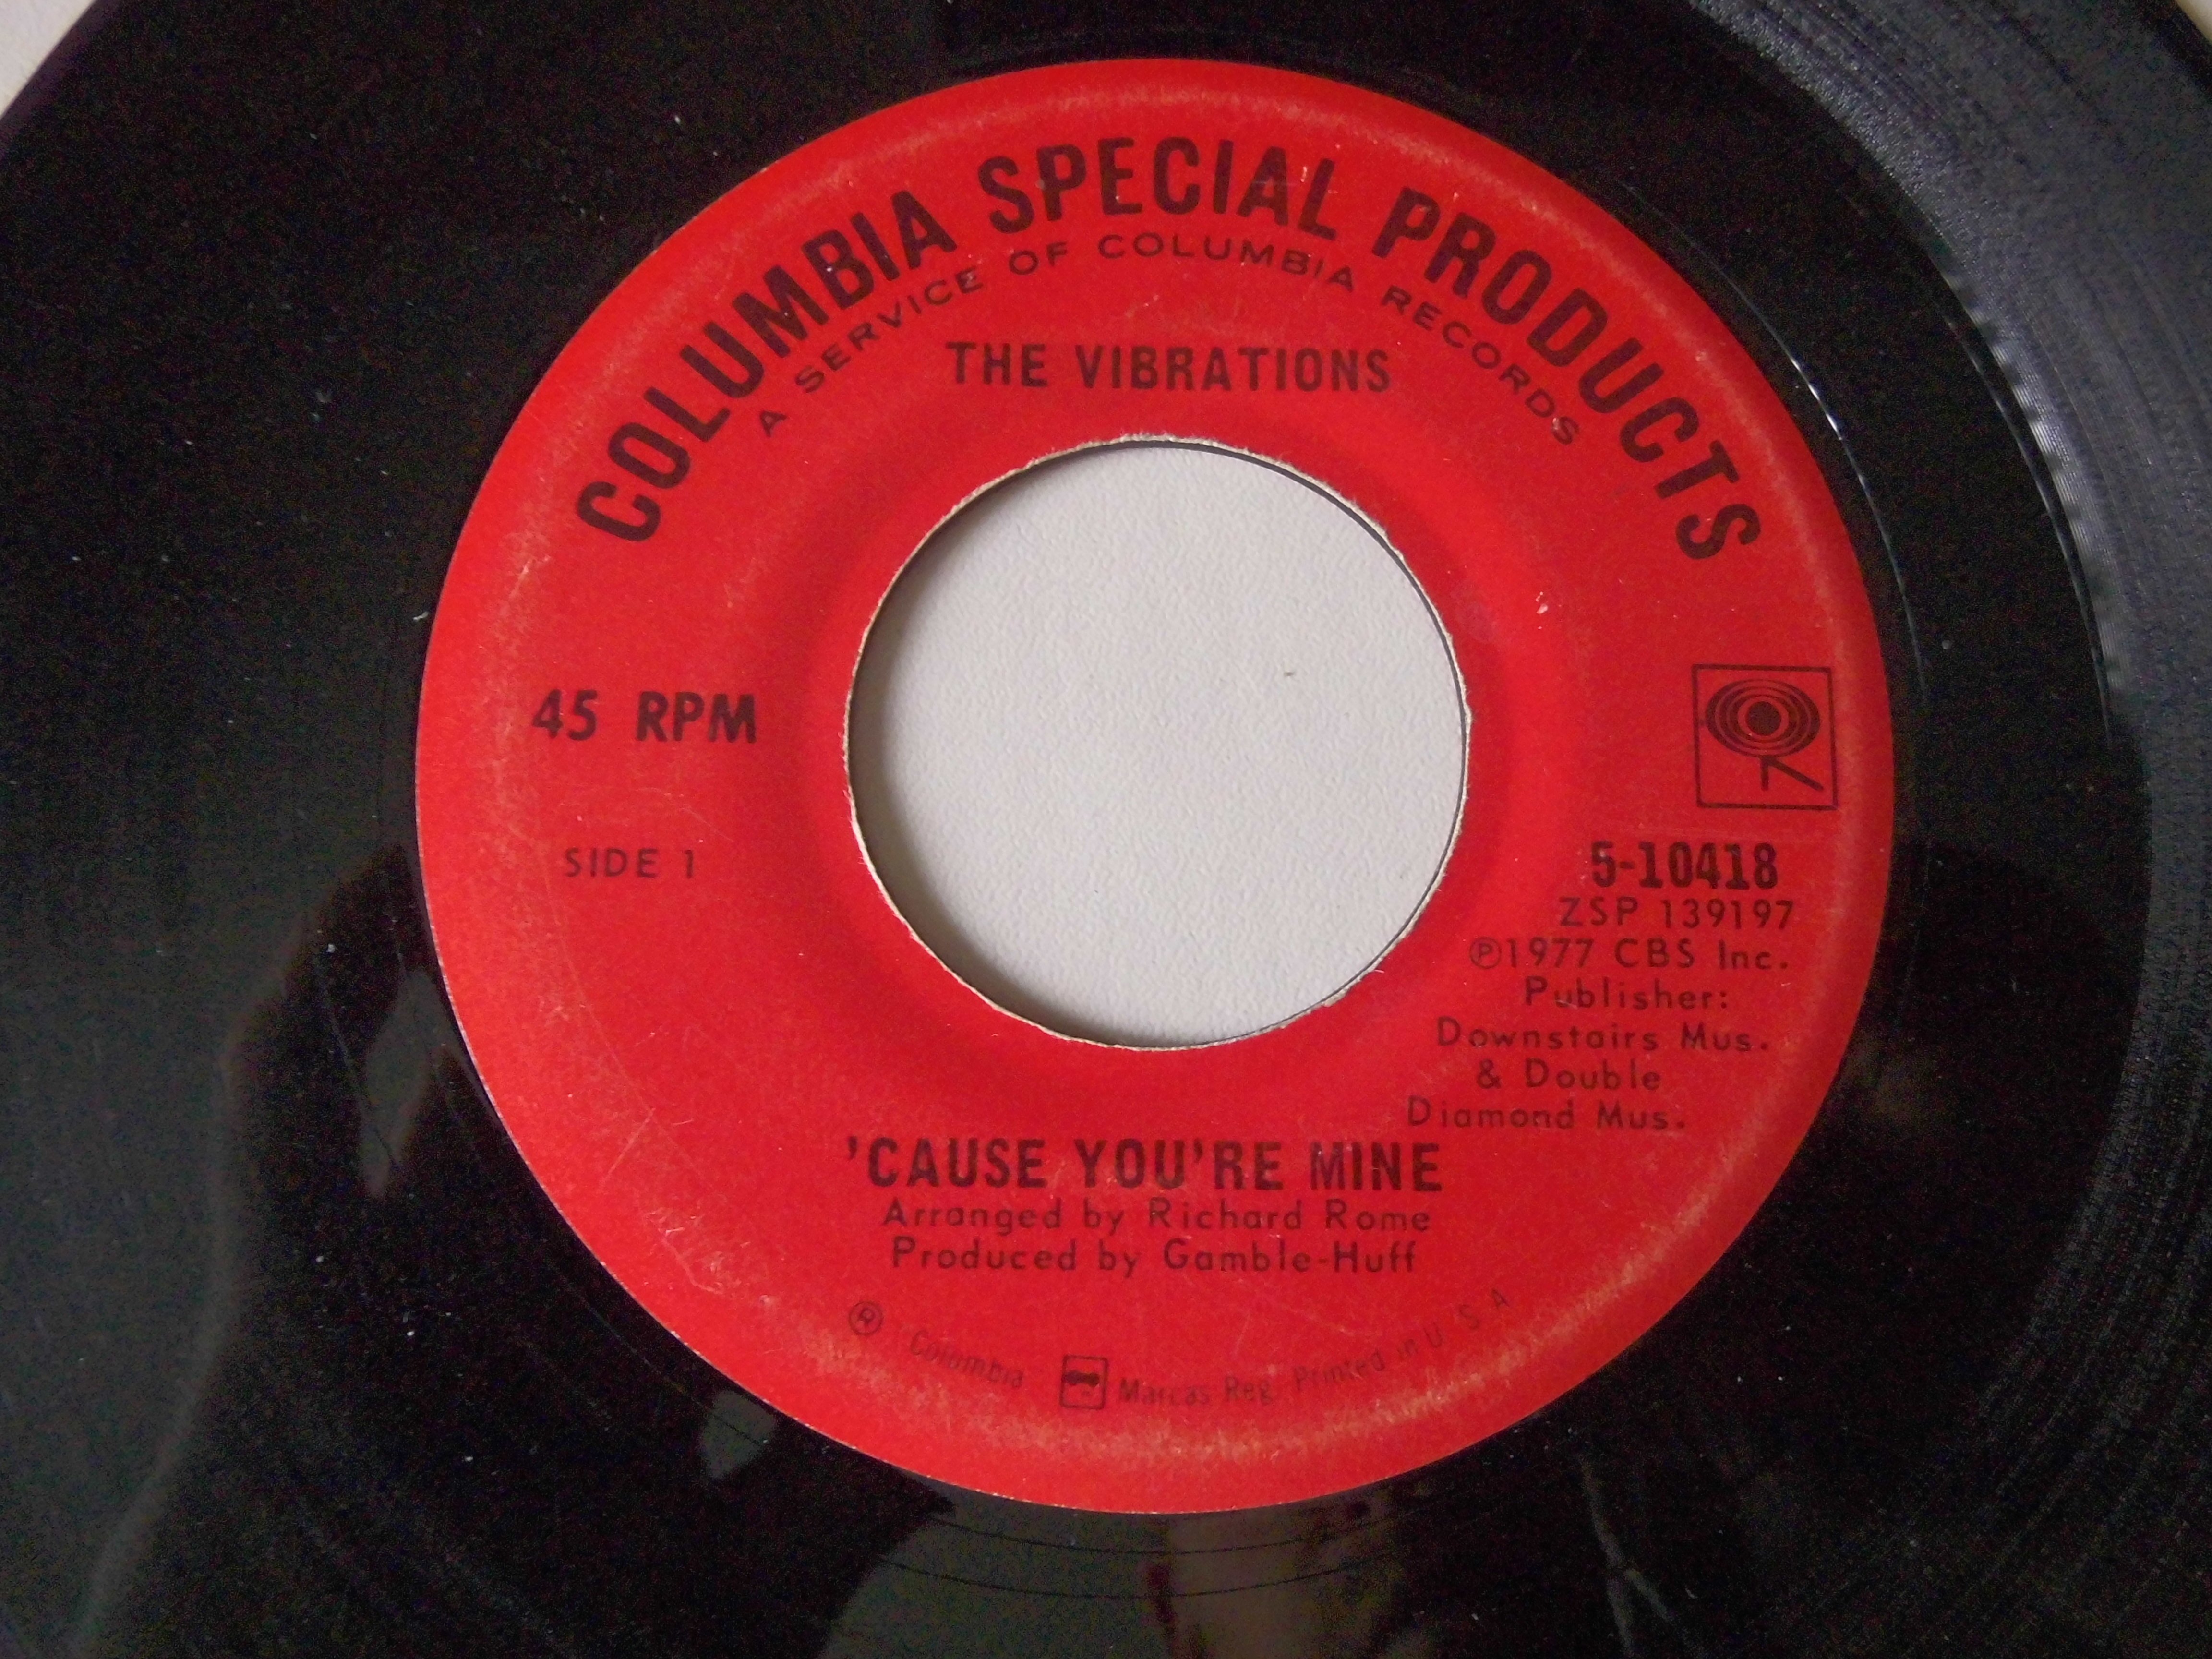 COLUMBIA SPECIAL PRODUCTS
A SERVICE OF COLUMBIA RECORDS
THE VIBRATIONS
45 RPM
SIDE 1
5-10418
ZSP 139197
Ⓟ1977 CBS Inc.
Publisher:
Downstairs Mus.
& Double
Diamond Mus.
'CAUSE YOU'RE MINE
Arranged by Richard Rome
Produced by Gamble-Huff
® Columbia Marcas Reg. Printed in U S A